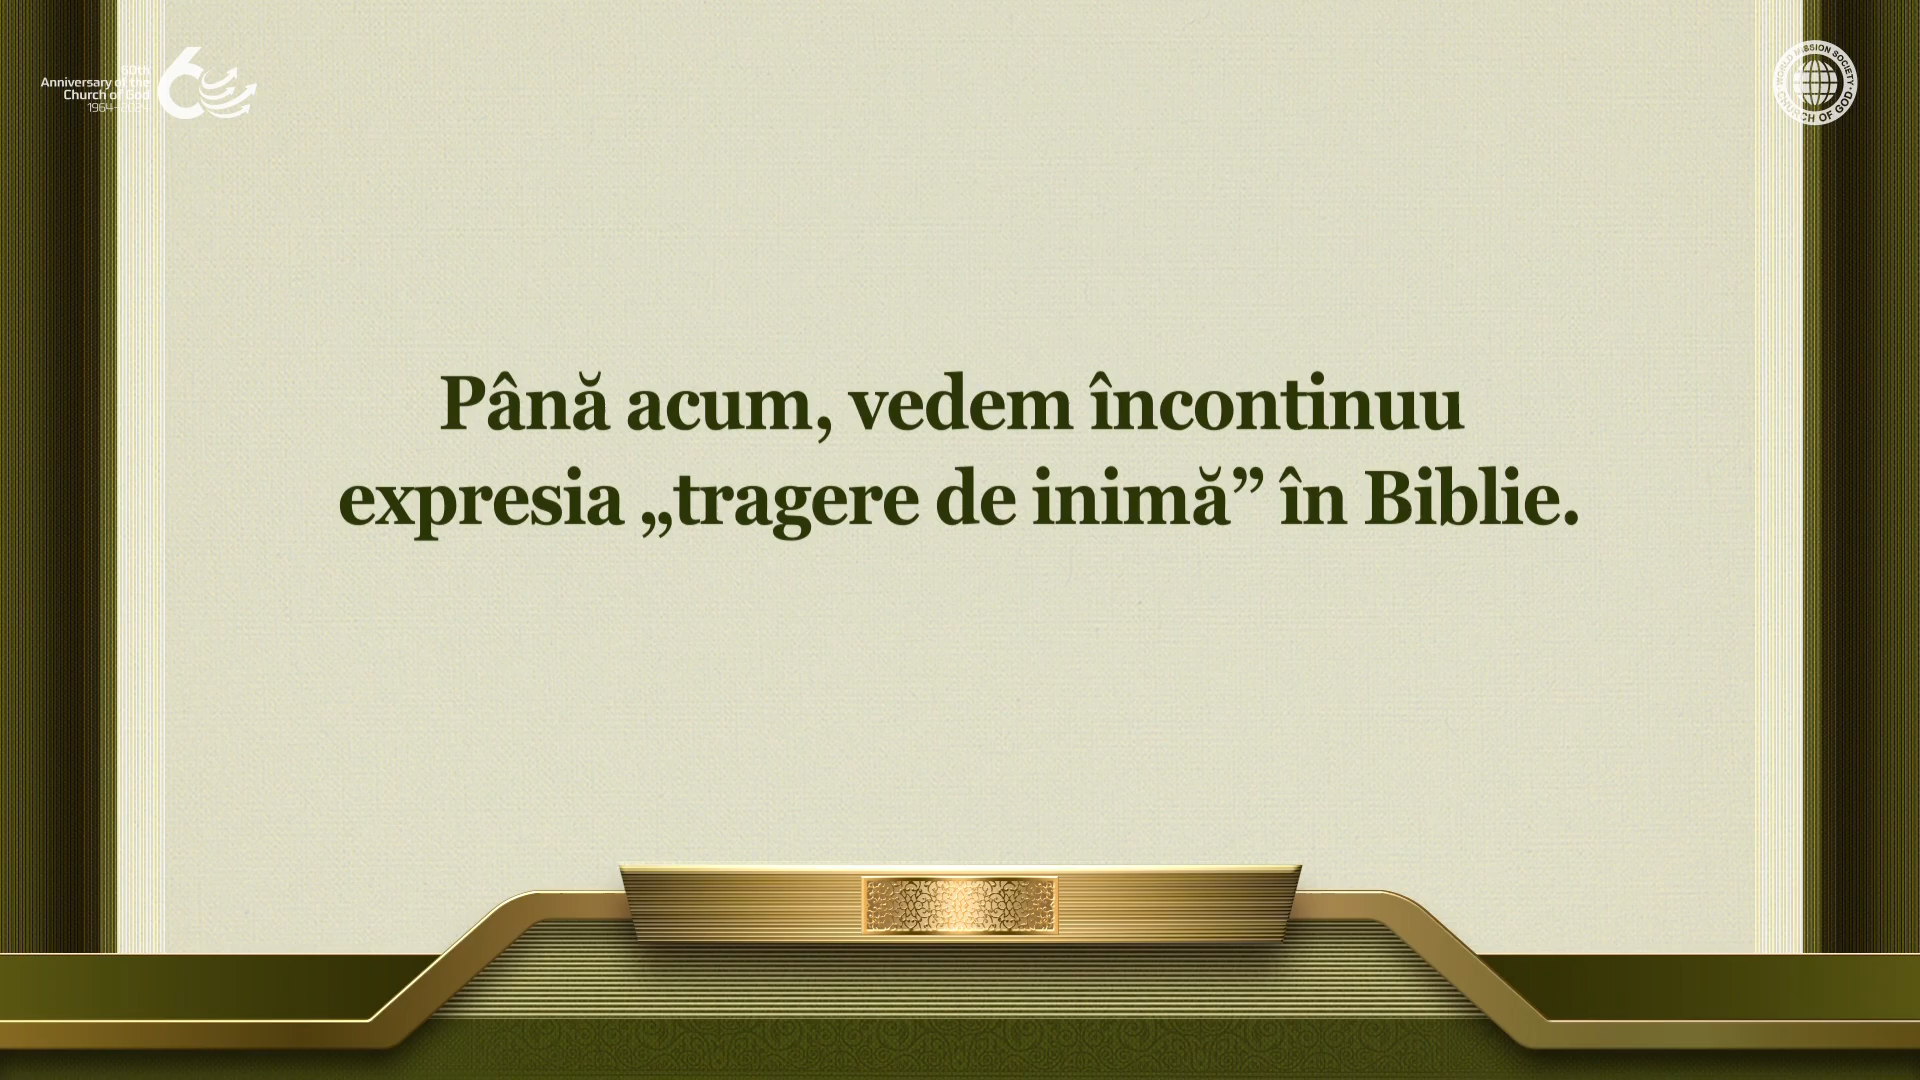 60th
Anniversary of the
Church of God
1964-2024
WORLD MISSION SOCIETY
CHURCH OF GOD
Până acum, vedem încontinuu
expresia „tragere de inimă” în Biblie.